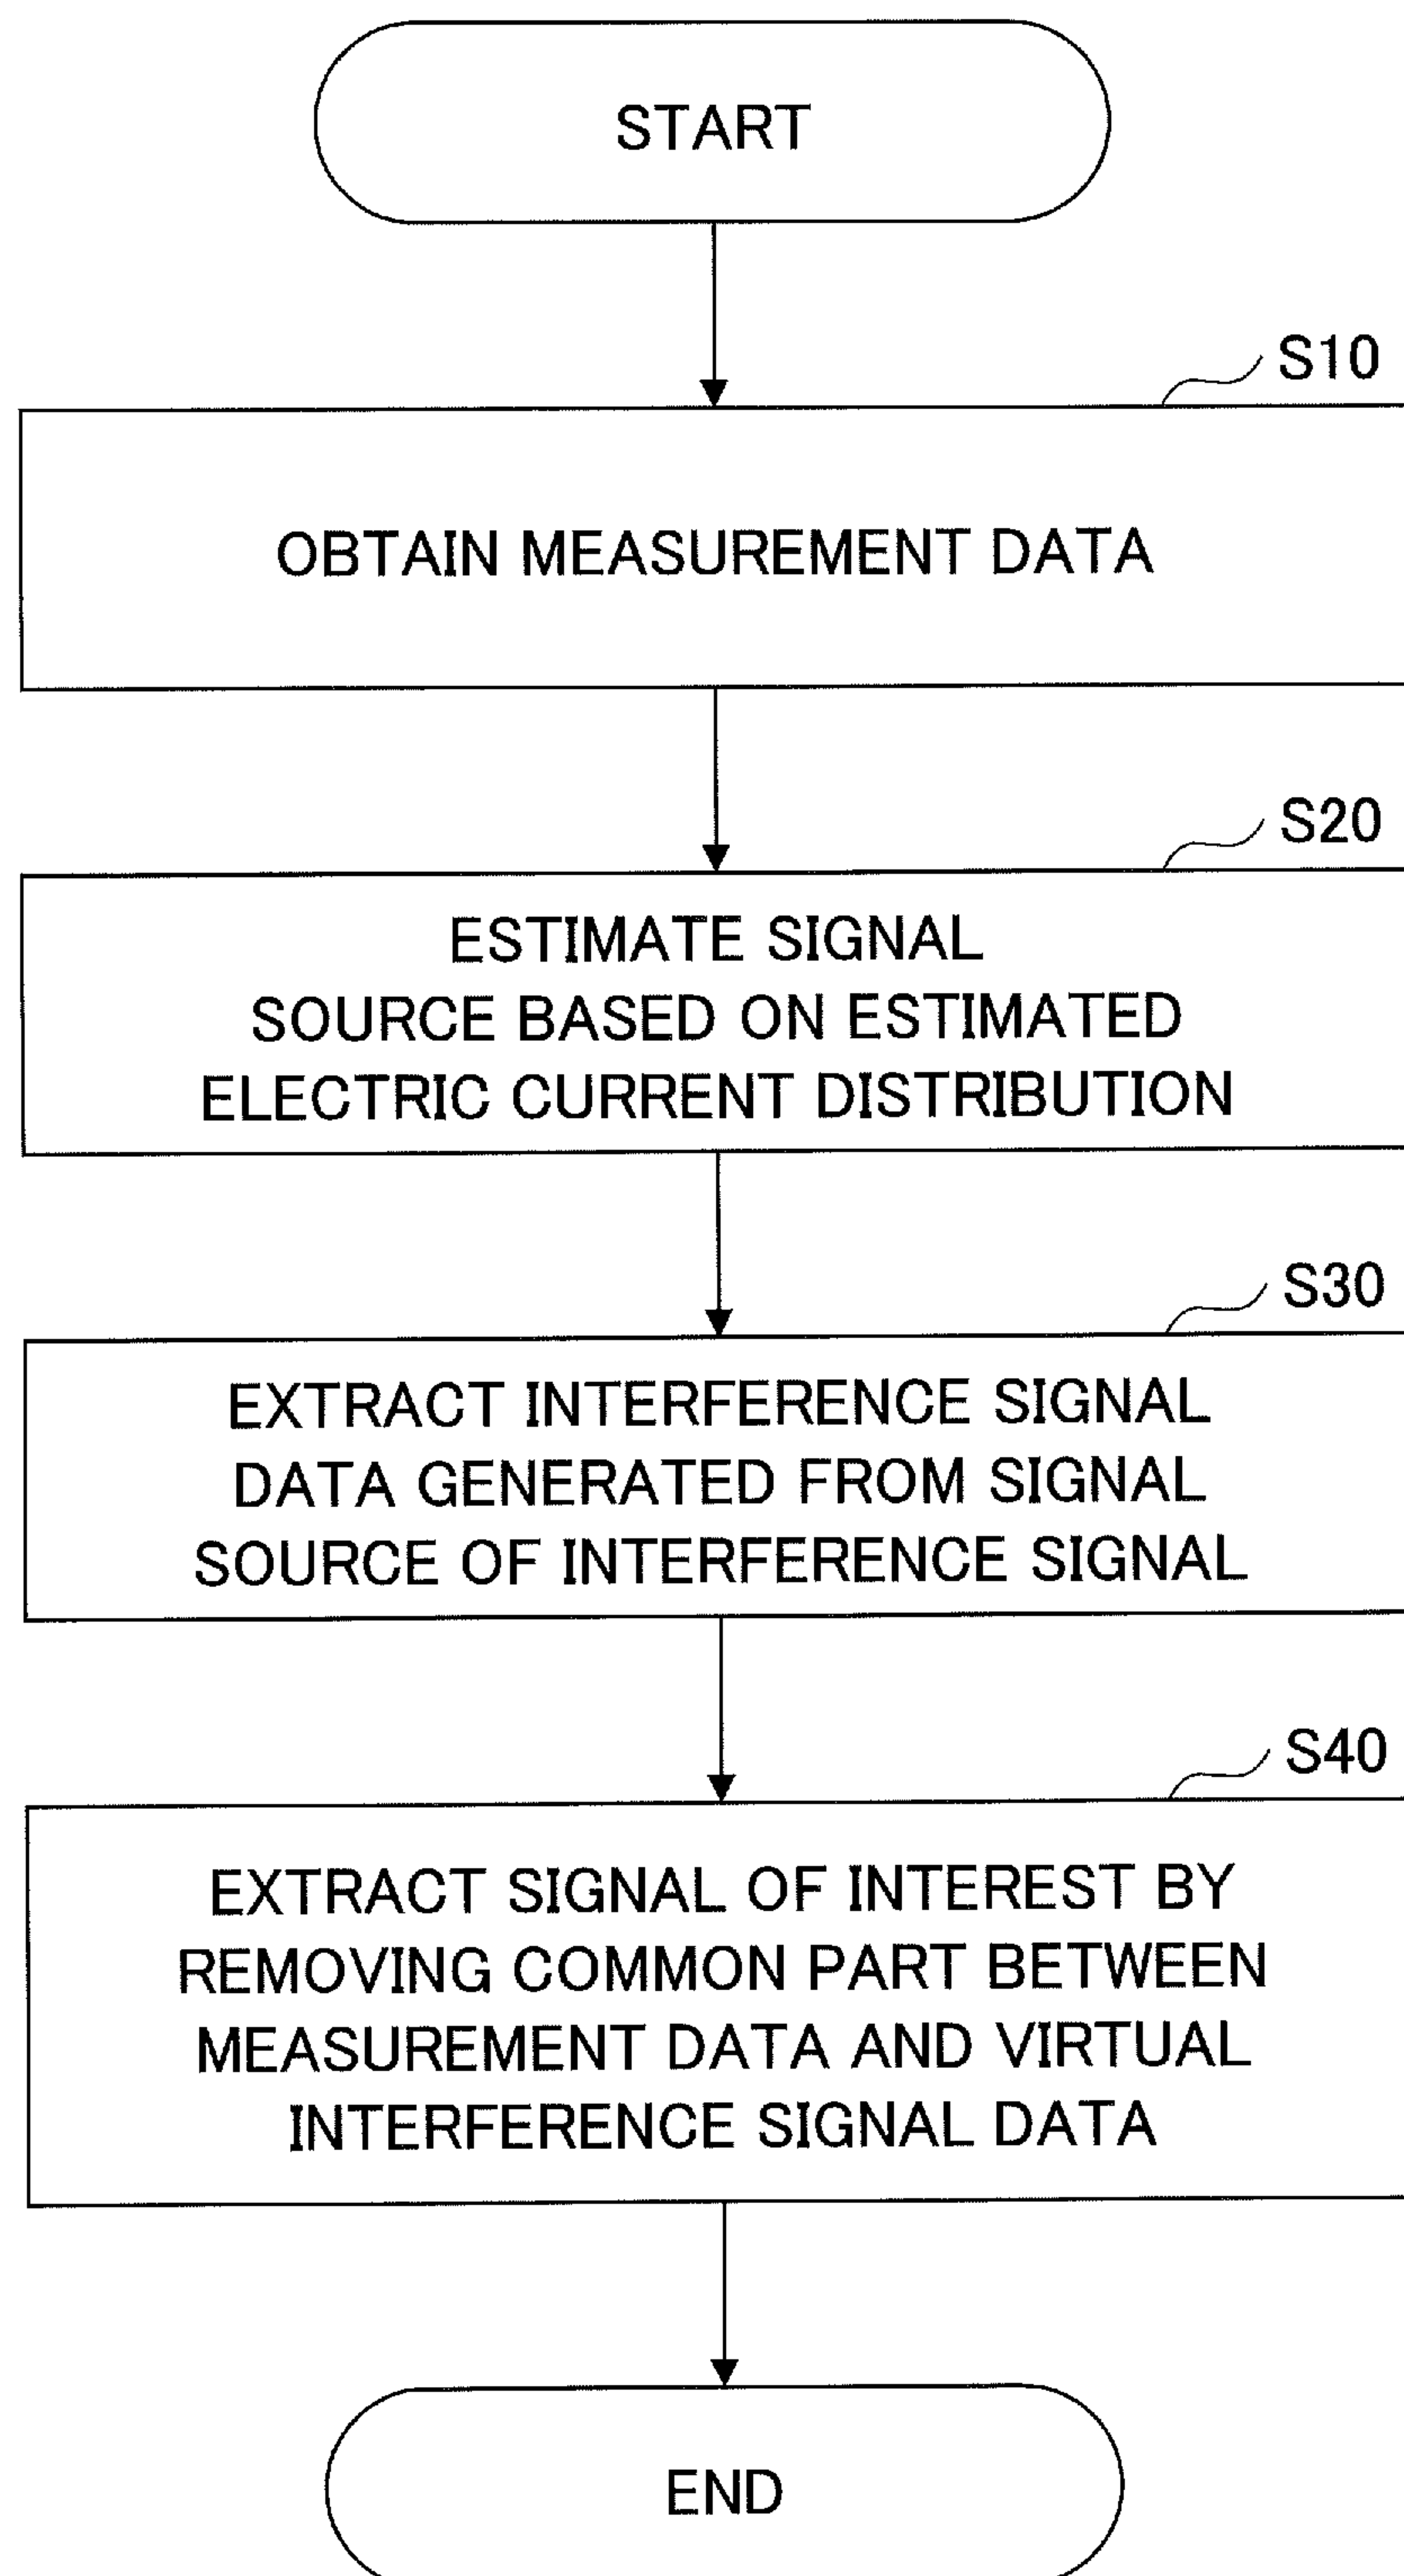 START
S10
OBTAIN MEASUREMENT DATA
S20
ESTIMATE SIGNAL
SOURCE BASED ON ESTIMATED
ELECTRIC CURRENT DISTRIBUTION
S30
EXTRACT INTERFERENCE SIGNAL
DATA GENERATED FROM SIGNAL
SOURCE OF INTERFERENCE SIGNAL
S40
EXTRACT SIGNAL OF INTEREST BY
REMOVING COMMON PART BETWEEN
MEASUREMENT DATA AND VIRTUAL
INTERFERENCE SIGNAL DATA
END